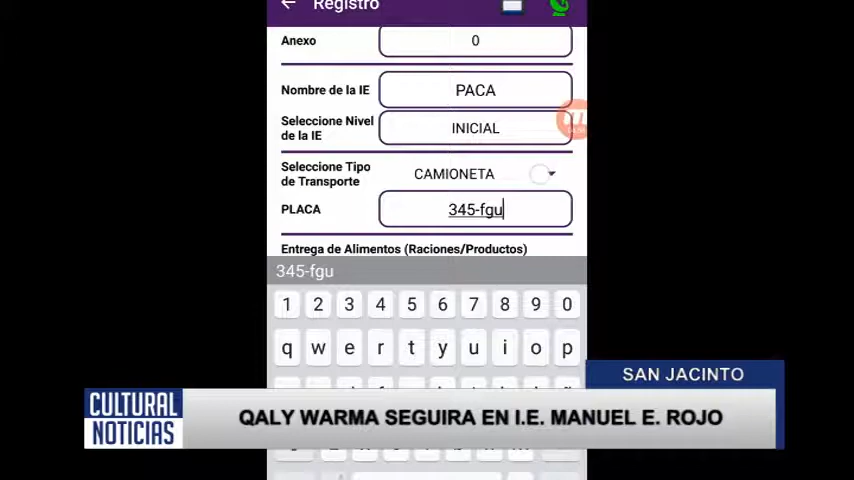 Registro
Anexo
0
Nombre de la IE
PACA
Seleccione Nivel
de la IE
INICIAL
Seleccione Tipo
de Transporte
CAMIONETA
PLACA
345-fgu
Entrega de Alimentos (Raciones/Productos)
345-fgu
1 2 3 4 5 6 7 8 9 0
q w e r t y u i o p
SAN JACINTO
CULTURAL
NOTICIAS
QALY WARMA SEGUIRA EN I.E. MANUEL E. ROJO